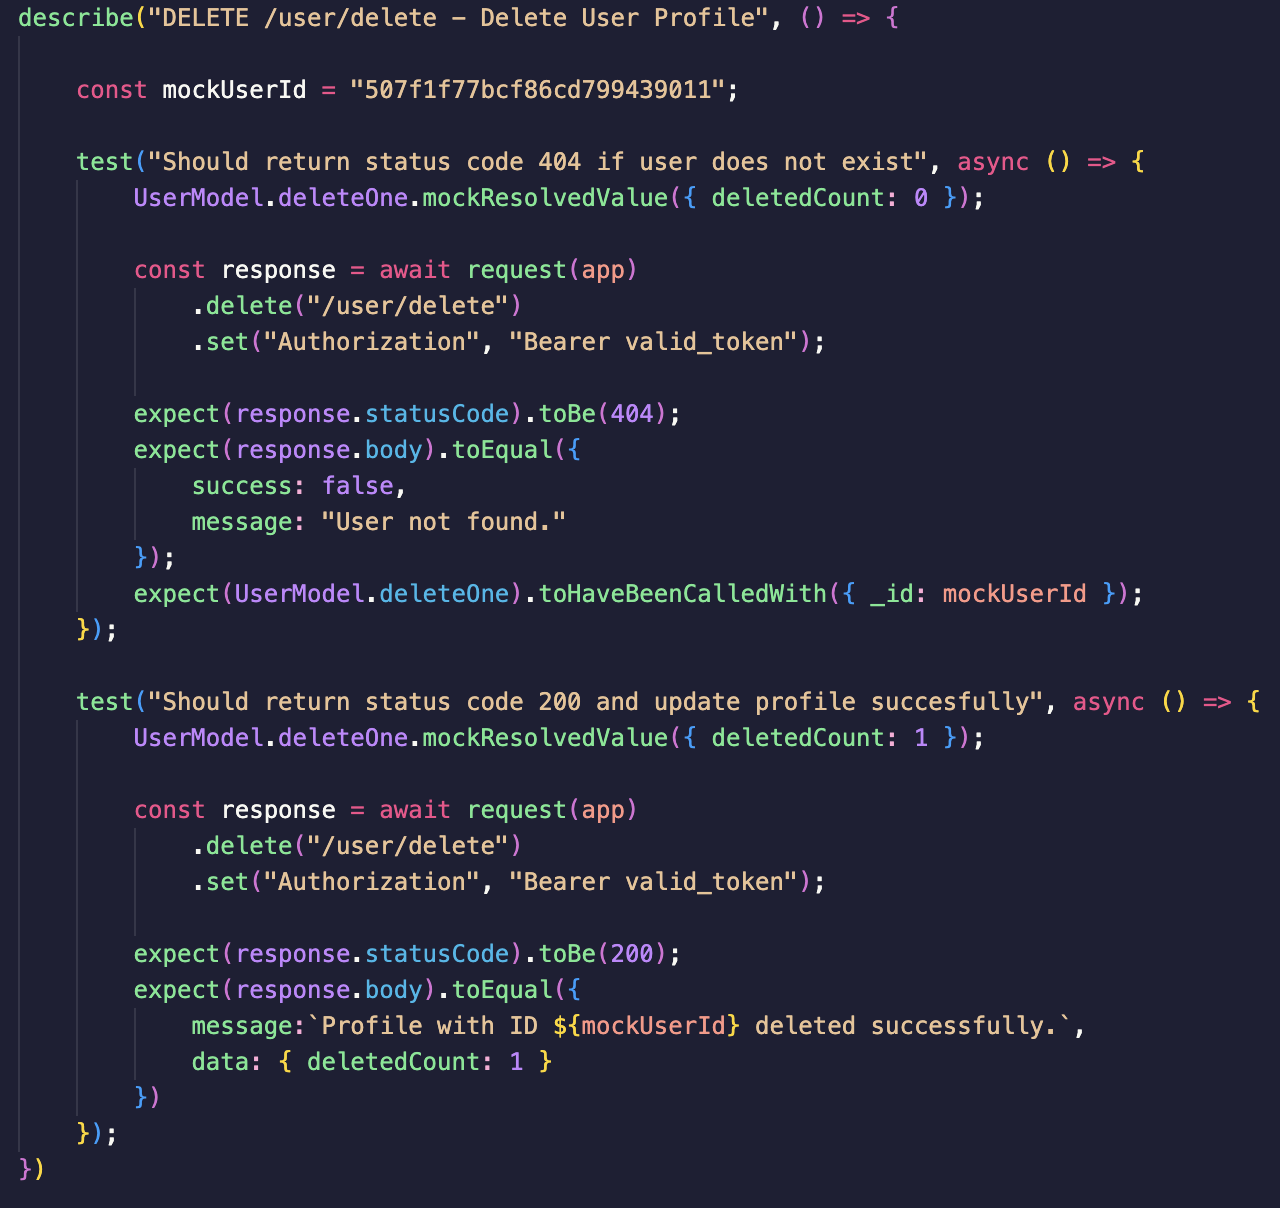 describe("DELETE /user/delete – Delete User Profile", () => {
const mockUserId = "507f1f77bcf86cd799439011";
test("Should return status code 404 if user does not exist", async () => {
UserModel.deleteOne.mockResolvedValue({ deletedCount: 0 });
const response = await request(app)
.delete("/user/delete")
.set("Authorization", "Bearer valid_token");
expect(response.statusCode).toBe(404);
expect(response.body).toEqual({
success: false,
message: "User not found."
});
expect(UserModel.deleteOne).toHaveBeenCalledWith({ _id: mockUserId });
});
test("Should return status code 200 and update profile succesfully", async () => {
UserModel.deleteOne.mockResolvedValue({ deletedCount: 1 });
const response = await request(app)
.delete("/user/delete")
.set("Authorization", "Bearer valid_token");
expect(response.statusCode).toBe(200);
expect(response.body).toEqual({
message:`Profile with ID ${mockUserId} deleted successfully.`,
data: { deletedCount: 1 }
})
});
})